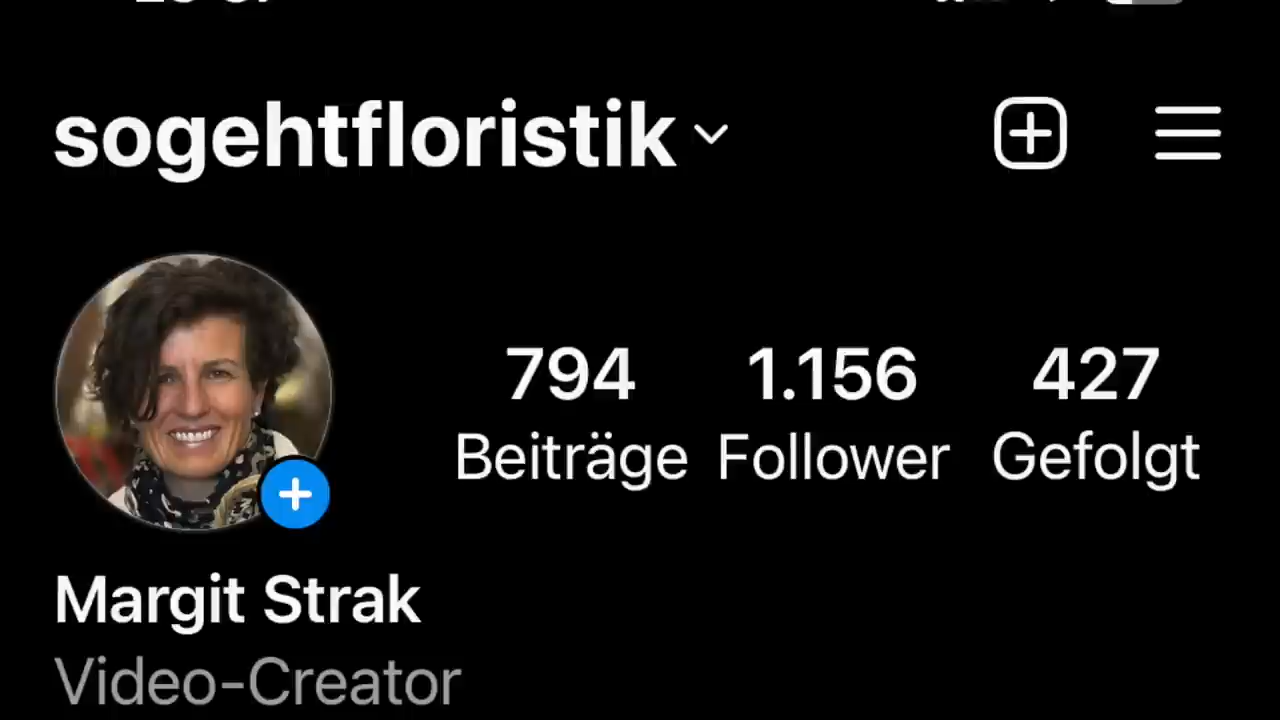 sogehtfloristik
794 1.156 427
Beiträge Follower Gefolgt
Margit Strak
Video-Creator